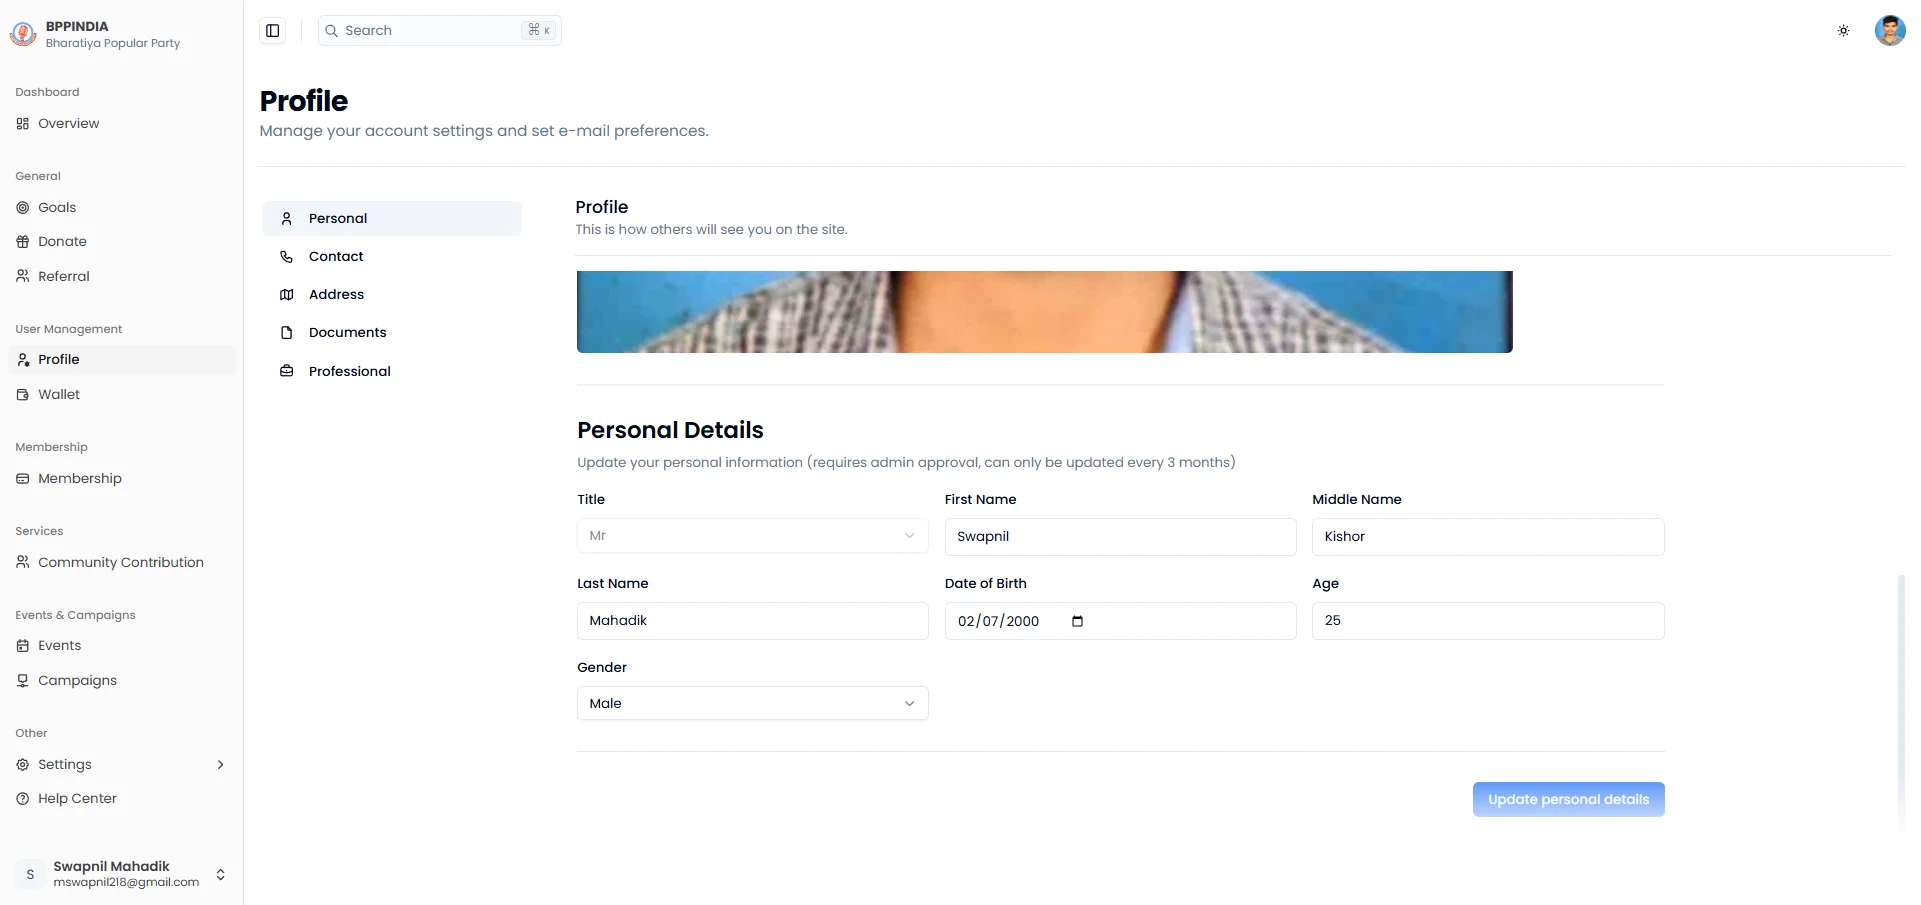 BPPINDIA
Bharatiya Popular Party
Dashboard
Overview
General
Goals
Donate
Referral
User Management
Profile
Wallet
Membership
Membership
Services
Community Contribution
Events & Campaigns
Events
Campaigns
Other
Settings
Help Center
S
Swapnil Mahadik
mswapnil218@gmail.com
Search
⌘ K
Profile
Manage your account settings and set e-mail preferences.
Personal
Contact
Address
Documents
Professional
Profile
This is how others will see you on the site.
Personal Details
Update your personal information (requires admin approval, can only be updated every 3 months)
Title First Name Middle Name
Mr Swapnil Kishor
Last Name Date of Birth Age
Mahadik 02/07/2000 25
Gender
Male
Update personal details